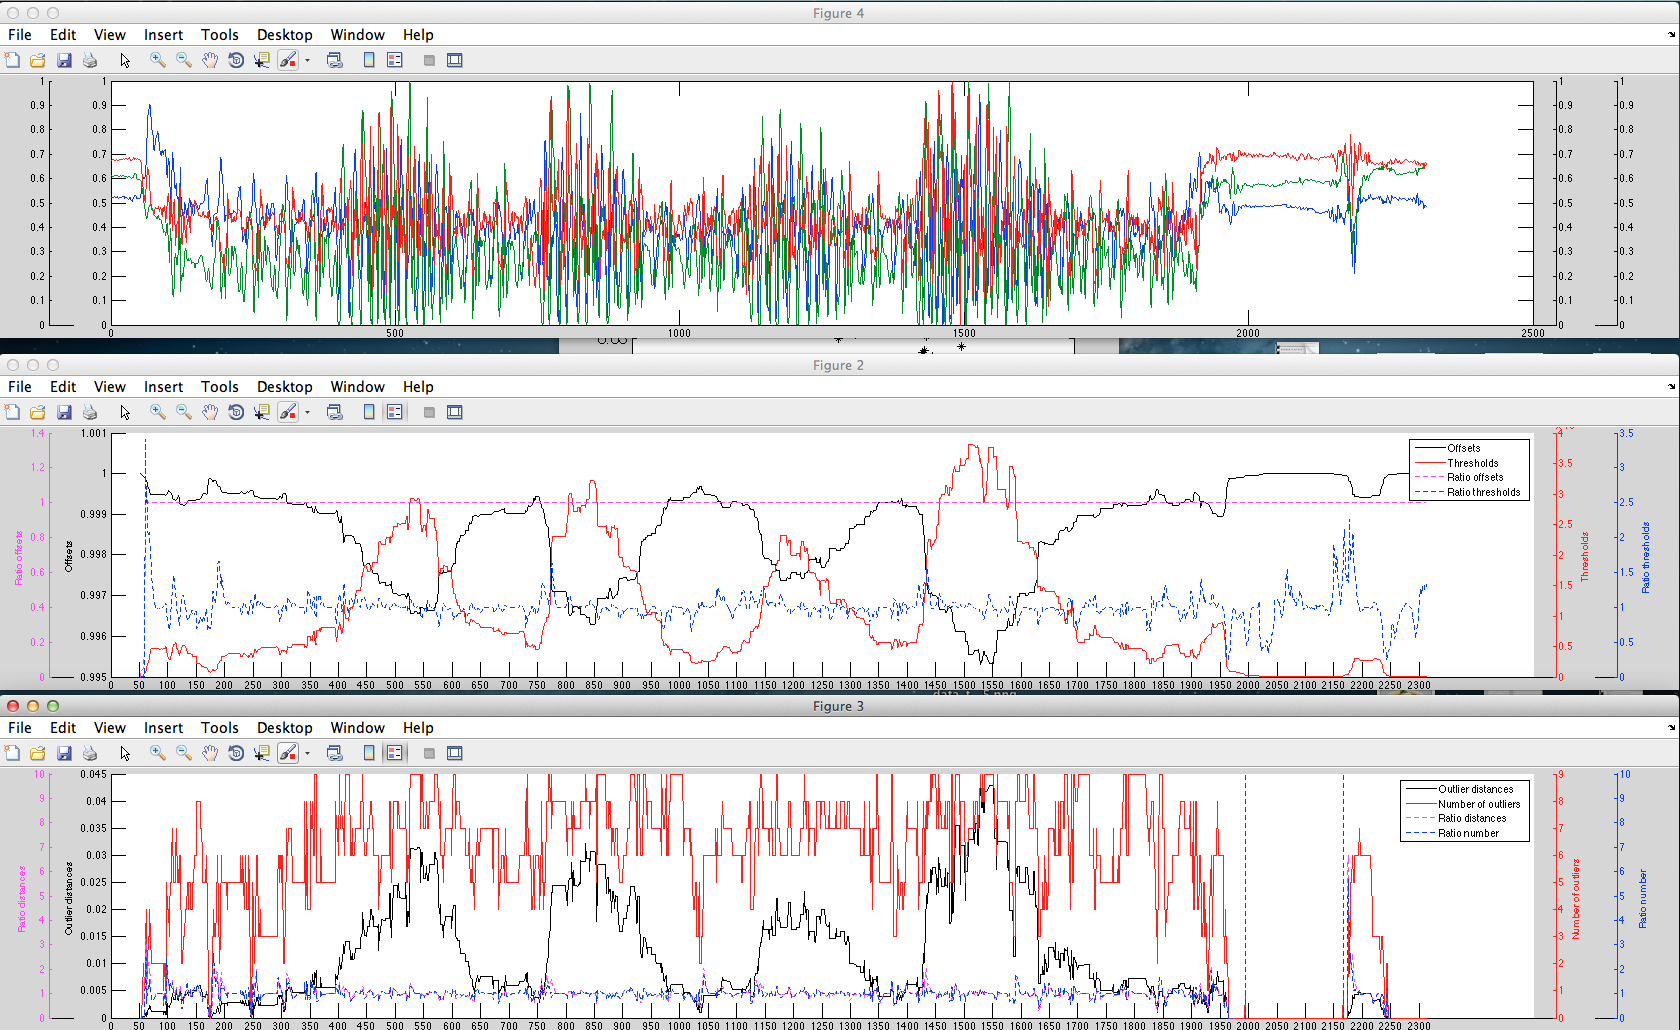 Figure 4
File Edit View Insert Tools Desktop Window Help
1 1 1 1
0.9 0.9 0.9 0.9
0.8 0.8 0.8 0.8
0.7 0.7 0.7 0.7
0.6 0.6 0.6 0.6
0.5 0.5 0.5 0.5
0.4 0.4 0.4 0.4
0.3 0.3 0.3 0.3
0.2 0.2 0.2 0.2
0.1 0.1 0.1 0.1
0 0 0 0
0 500 1000 1500 2000 2500
Figure 2
File Edit View Insert Tools Desktop Window Help
1.4 1.001 4 3.5
1.2 1 3.5 3
1 0.999 3 2.5
0.8 0.998 2.5 2
0.6 0.997 2 1.5
0.4 0.996 1.5 1
0.2 0.995 1 0.5
0 0.5 0
0
Ratio offsets
Offsets
Offsets
Thresholds
Ratio offsets
Ratio thresholds
Thresholds
Ratio thresholds
0 50 100 150 200 250 300 350 400 450 500 550 600 650 700 750 800 850 900 950 1000 1050 1100 1150 1200 1250 1300 1350 1400 1450 1500 1550 1600 1650 1700 1750 1800 1850 1900 1950 2000 2050 2100 2150 2200 2250 2300
Figure 3
File Edit View Insert Tools Desktop Window Help
10 0.045 9 10
9 0.04 8 9
8 0.035 7 8
7 0.03 6 7
6 0.025 5 6
5 0.02 4 5
4 0.015 3 4
3 0.01 2 3
2 0.005 1 2
1 0 0 1
0 0
Ratio distances
Outlier distances
Outlier distances
Number of outliers
Ratio distances
Ratio number
Number of outliers
Ratio number
0 50 100 150 200 250 300 350 400 450 500 550 600 650 700 750 800 850 900 950 1000 1050 1100 1150 1200 1250 1300 1350 1400 1450 1500 1550 1600 1650 1700 1750 1800 1850 1900 1950 2000 2050 2100 2150 2200 2250 2300